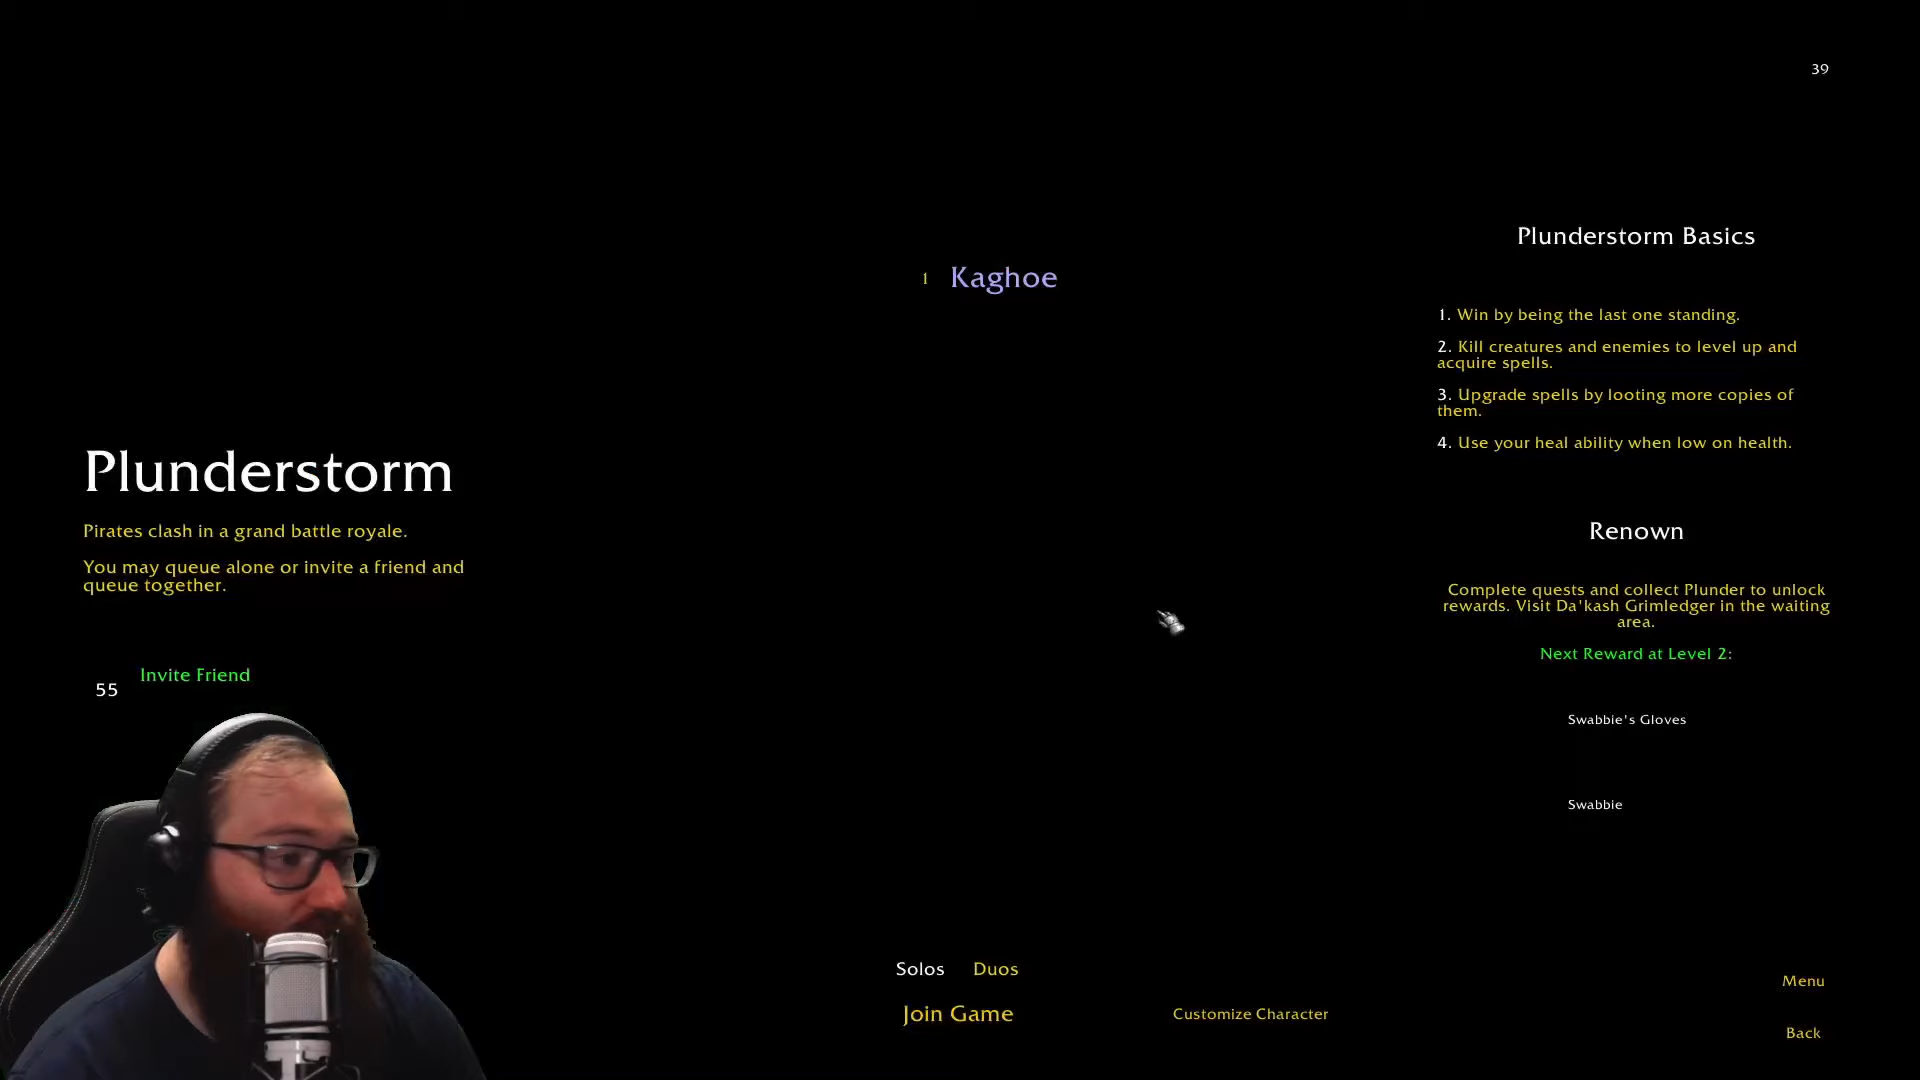 39
1 Kaghoe
Plunderstorm
Pirates clash in a grand battle royale.
You may queue alone or invite a friend and
queue together.
55 Invite Friend
Plunderstorm Basics
1. Win by being the last one standing.
2. Kill creatures and enemies to level up and
acquire spells.
3. Upgrade spells by looting more copies of
them.
4. Use your heal ability when low on health.
Renown
Complete quests and collect Plunder to unlock
rewards. Visit Da'kash Grimledger in the waiting
area.
Next Reward at Level 2:
Swabbie's Gloves
Swabbie
Solos Duos
Join Game
Customize Character
Menu
Back